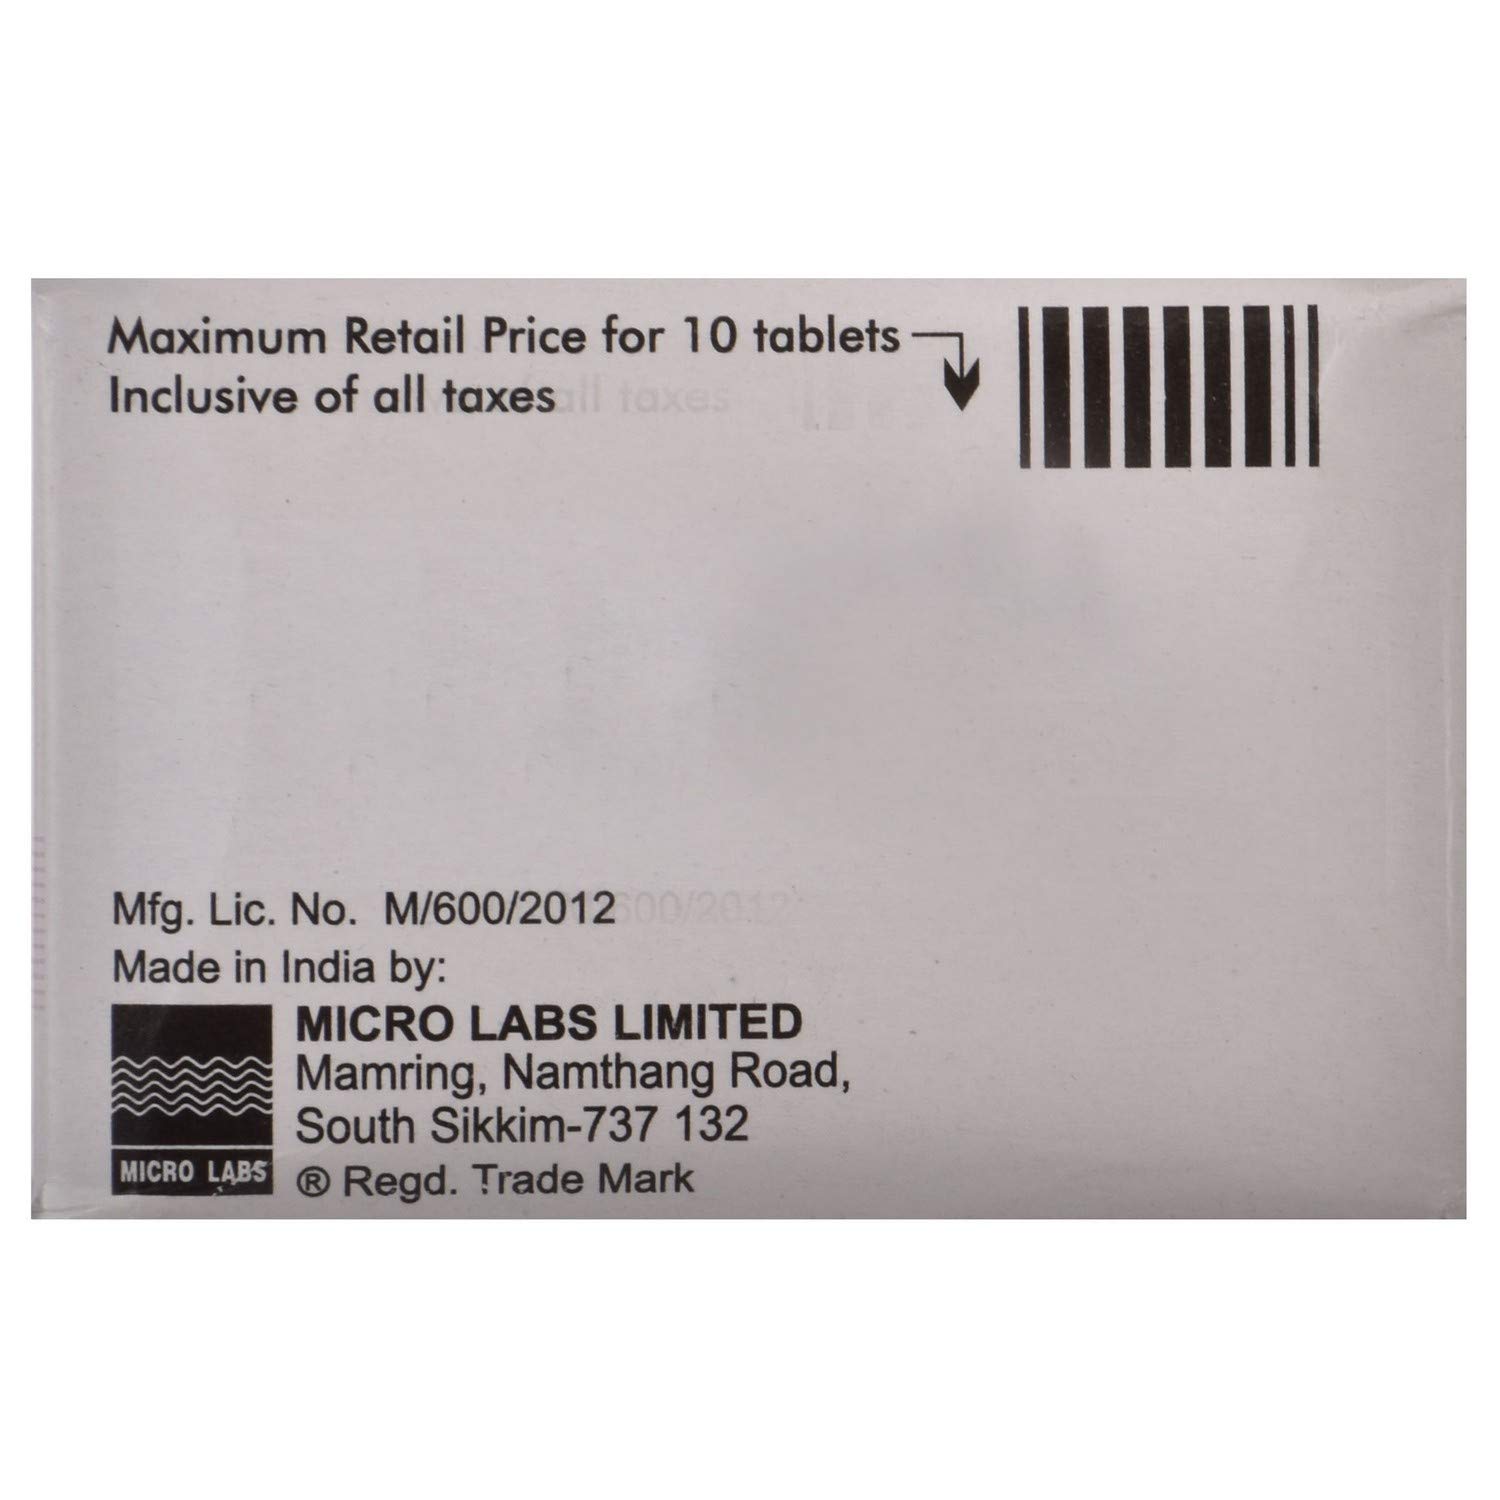 Maximum Retail Price for 10 tablets
Inclusive of all taxes
Mfg. Lic. No. M/600/2012
Made in India by:
MICRO LABS LIMITED
Mamring, Namthang Road,
South Sikkim-737 132
® Regd. Trade Mark
MICRO LABS